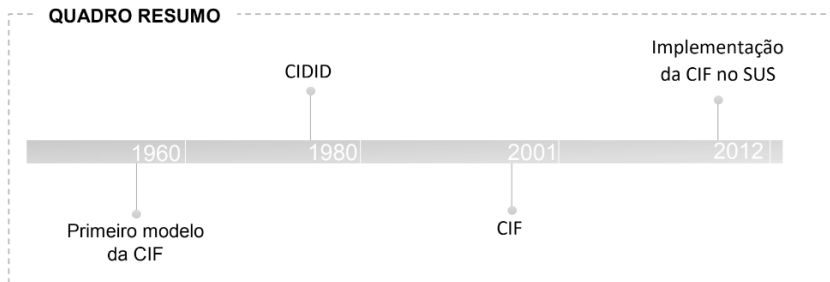 QUADRO RESUMO
Implementação
da CIF no SUS
CIDID
1960
1980
2001
2012
Primeiro modelo
da CIF
CIF